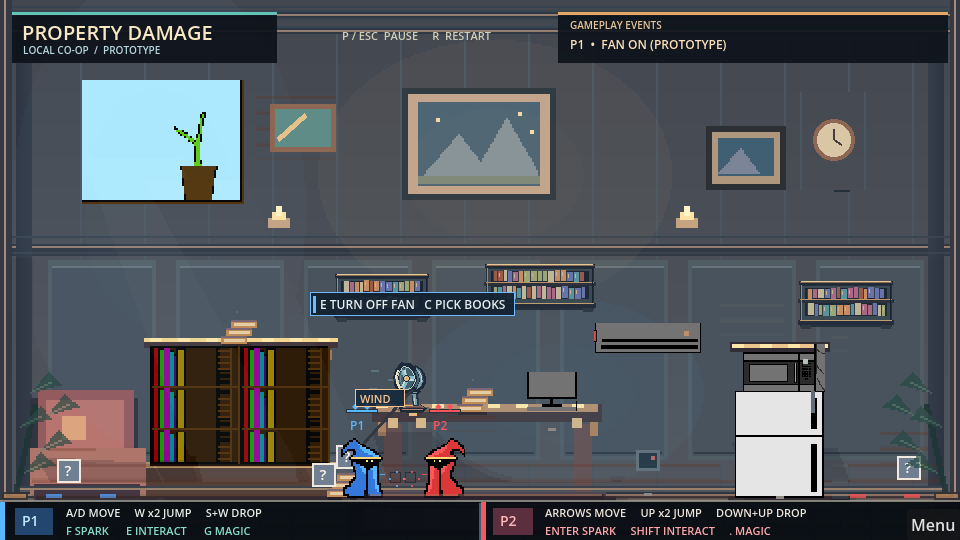 PROPERTY DAMAGE
LOCAL CO-OP / PROTOTYPE
P / ESC PAUSE R RESTART
GAMEPLAY EVENTS
P1 • FAN ON (PROTOTYPE)
E TURN OFF FAN C PICK BOOKS
WIND
P1
P2
?
?
?
?
P1
A/D MOVE W x2 JUMP S+W DROP
F SPARK E INTERACT G MAGIC
P2
ARROWS MOVE UP x2 JUMP DOWN+UP DROP
ENTER SPARK SHIFT INTERACT . MAGIC
Menu